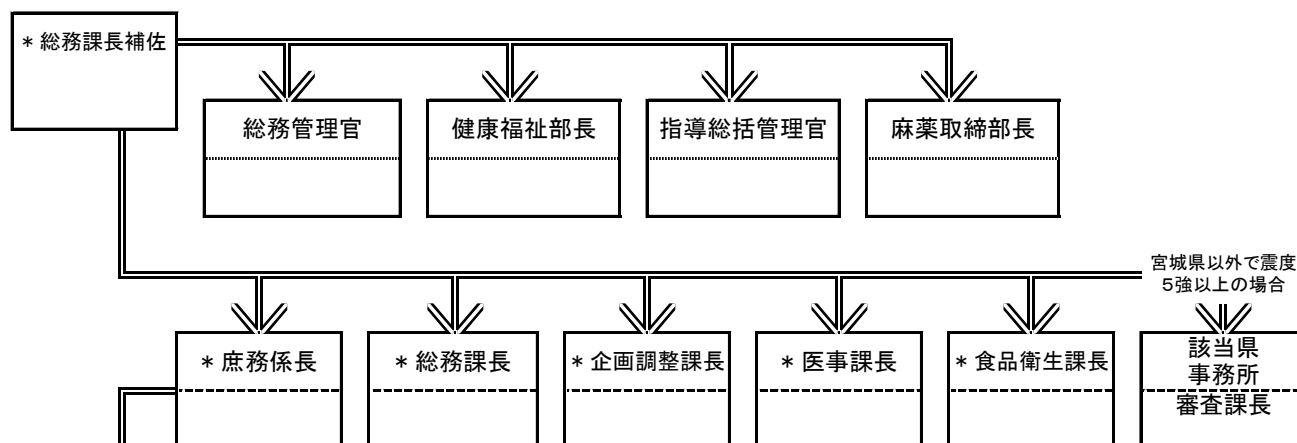 * 総務課長補佐
総務管理官
健康福祉部長
指導総括管理官
麻薬取締部長
宮城県以外で震度
5強以上の場合
* 庶務係長
* 総務課長
* 企画調整課長
* 医事課長
* 食品衛生課長
該当県
事務所
審査課長